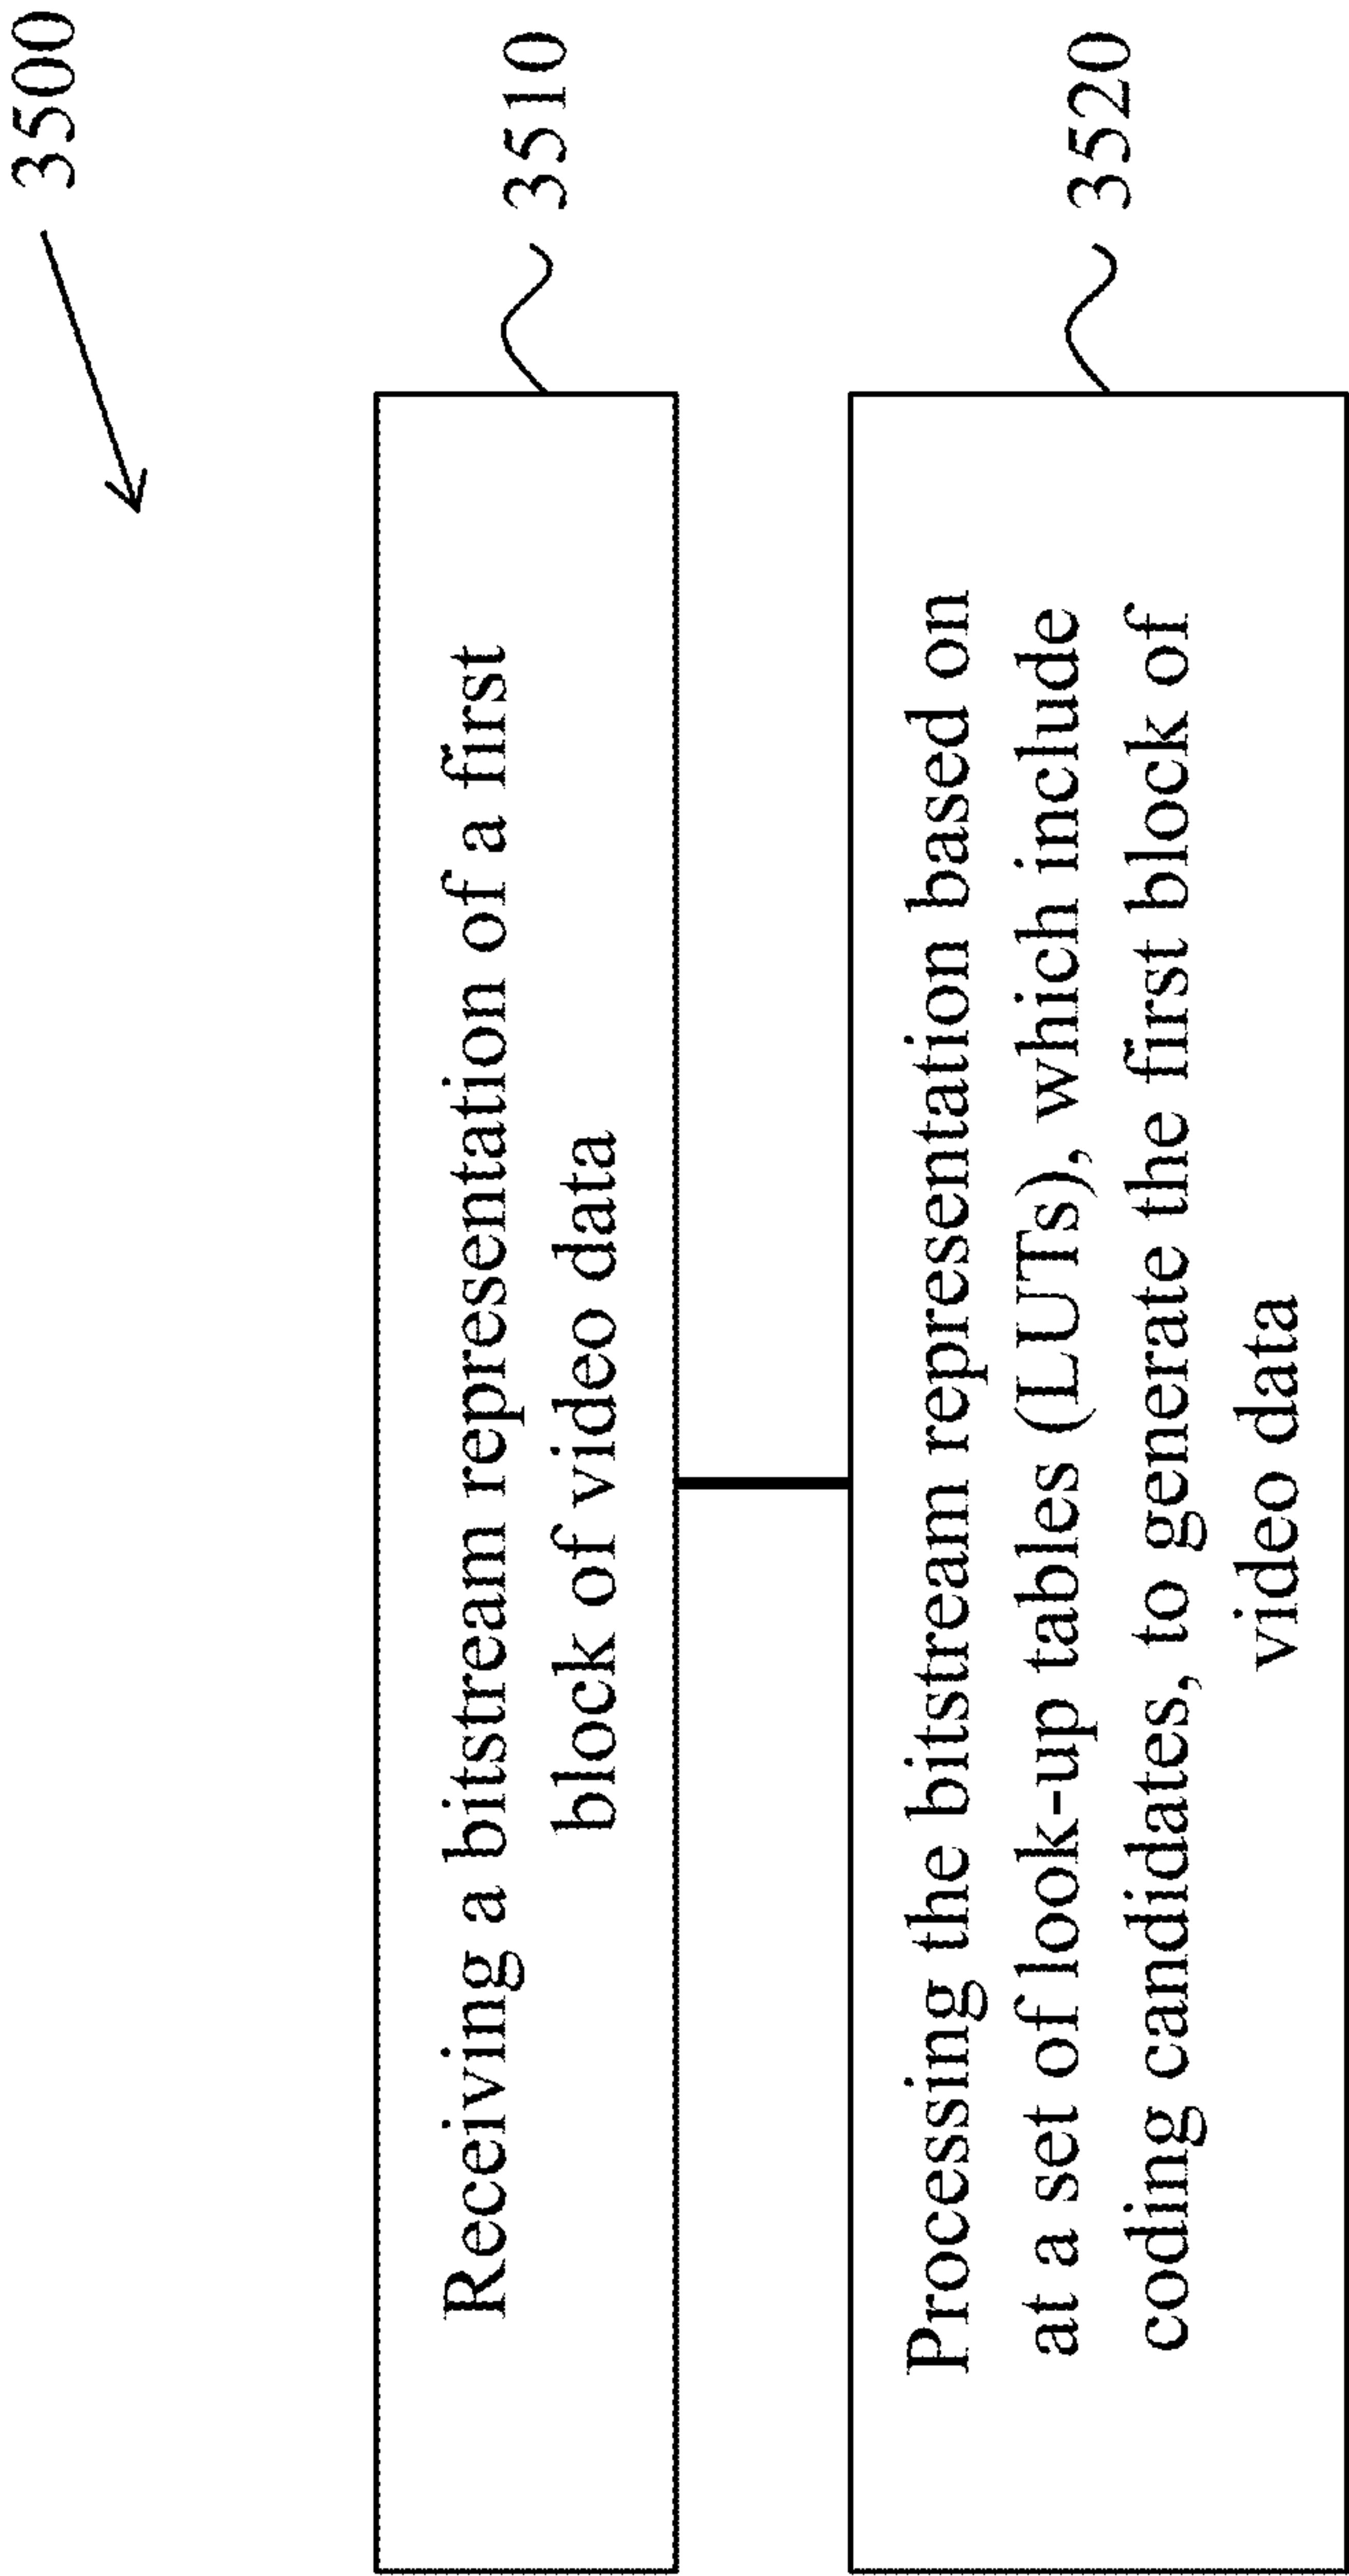 3500
Receiving a bitstream representation of a first
block of video data
3510
Processing the bitstream representation based on
at a set of look-up tables (LUTs), which include
coding candidates, to generate the first block of
video data
3520